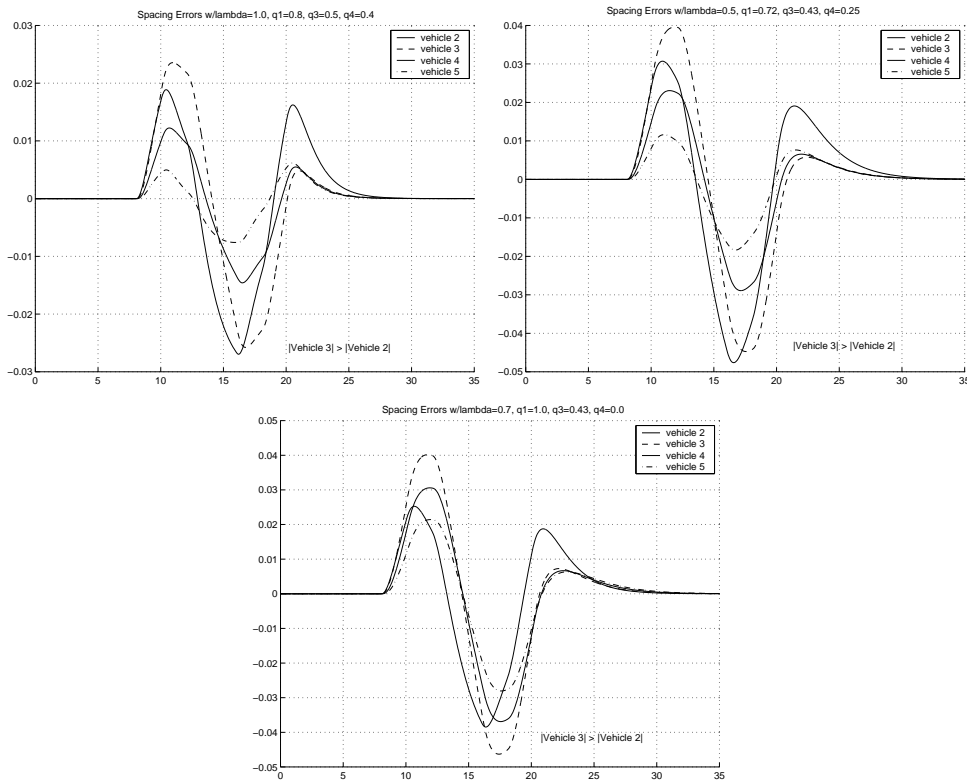 Spacing Errors w/lambda=1.0, q1=0.8, q3=0.5, q4=0.4
0.03
0.02
0.01
0
−0.01
−0.02
−0.03
0 5 10 15 20 25 30 35
vehicle 2
vehicle 3
vehicle 4
vehicle 5
|Vehicle 3| > |Vehicle 2|
Spacing Errors w/lambda=0.5, q1=0.72, q3=0.43, q4=0.25
0.04
0.03
0.02
0.01
0
−0.01
−0.02
−0.03
−0.04
−0.05
0 5 10 15 20 25 30 35
vehicle 2
vehicle 3
vehicle 4
vehicle 5
|Vehicle 3| > |Vehicle 2|
Spacing Errors w/lambda=0.7, q1=1.0, q3=0.43, q4=0.0
0.05
0.04
0.03
0.02
0.01
0
−0.01
−0.02
−0.03
−0.04
−0.05
5 10 15 20 25 30 35
vehicle 2
vehicle 3
vehicle 4
vehicle 5
|Vehicle 3| > |Vehicle 2|